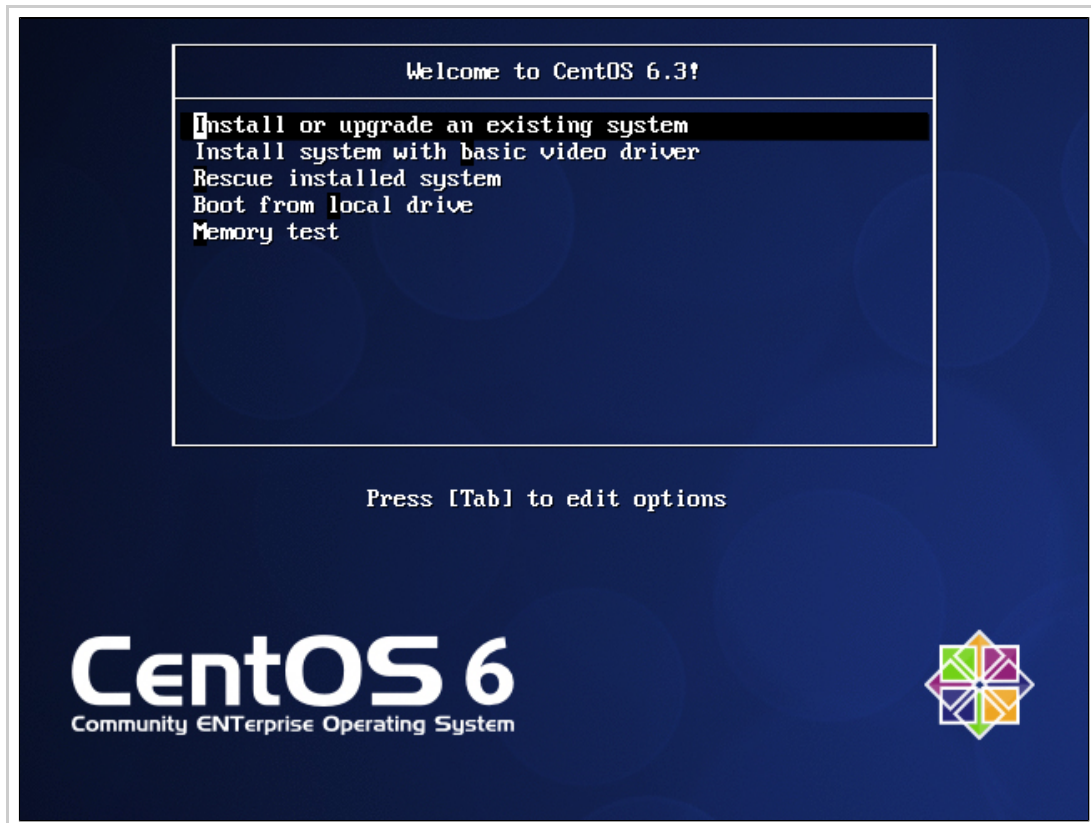 Welcome to CentOS 6.3!
Install or upgrade an existing system
Install system with basic video driver
Rescue installed system
Boot from local drive
Memory test
Press [Tab] to edit options
CentOS 6
Community ENTerprise Operating System